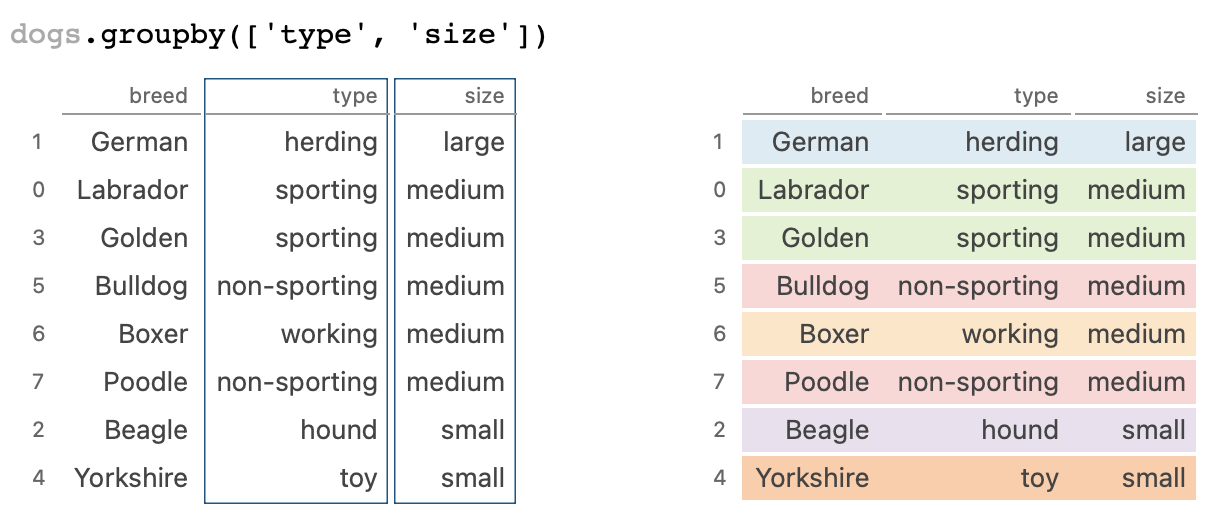 dogs.groupby(['type', 'size'])
breed type size breed type size
1 German herding large 1 German herding large
0 Labrador sporting medium 0 Labrador sporting medium
3 Golden sporting medium 3 Golden sporting medium
5 Bulldog non-sporting medium 5 Bulldog non-sporting medium
6 Boxer working medium 6 Boxer working medium
7 Poodle non-sporting medium 7 Poodle non-sporting medium
2 Beagle hound small 2 Beagle hound small
4 Yorkshire toy small 4 Yorkshire toy small